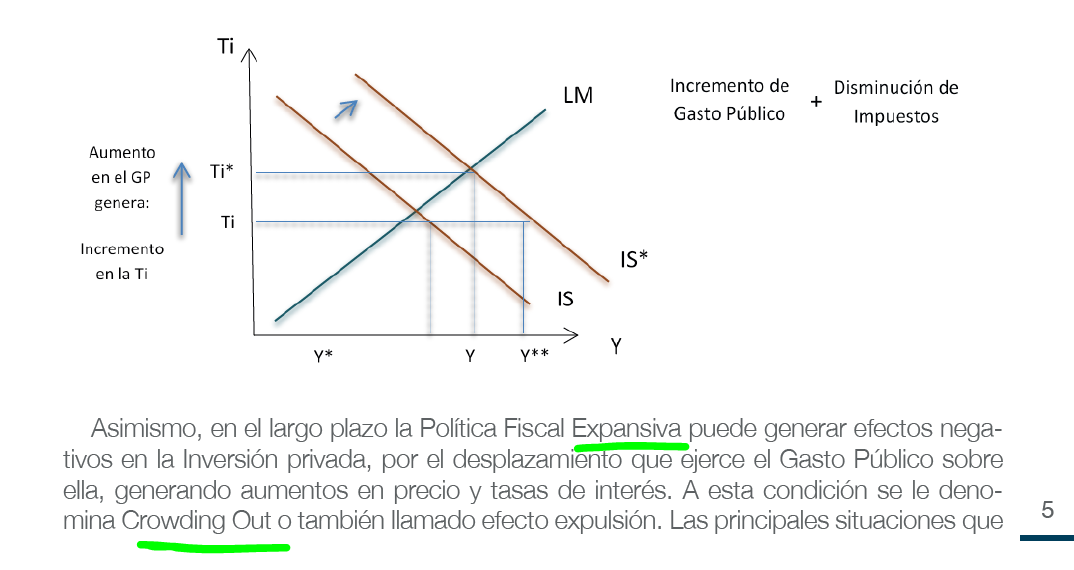 Ti
LM
Incremento de
Gasto Público
+
Disminución de
Impuestos
Aumento
en el GP
genera:
Incremento
en la Ti
Ti*
Ti
IS*
IS
Y*
Y
Y**
Y
Asimismo, en el largo plazo la Política Fiscal Expansiva puede generar efectos nega-
tivos en la Inversión privada, por el desplazamiento que ejerce el Gasto Público sobre
ella, generando aumentos en precio y tasas de interés. A esta condición se le deno-
mina Crowding Out o también llamado efecto expulsión. Las principales situaciones que
5